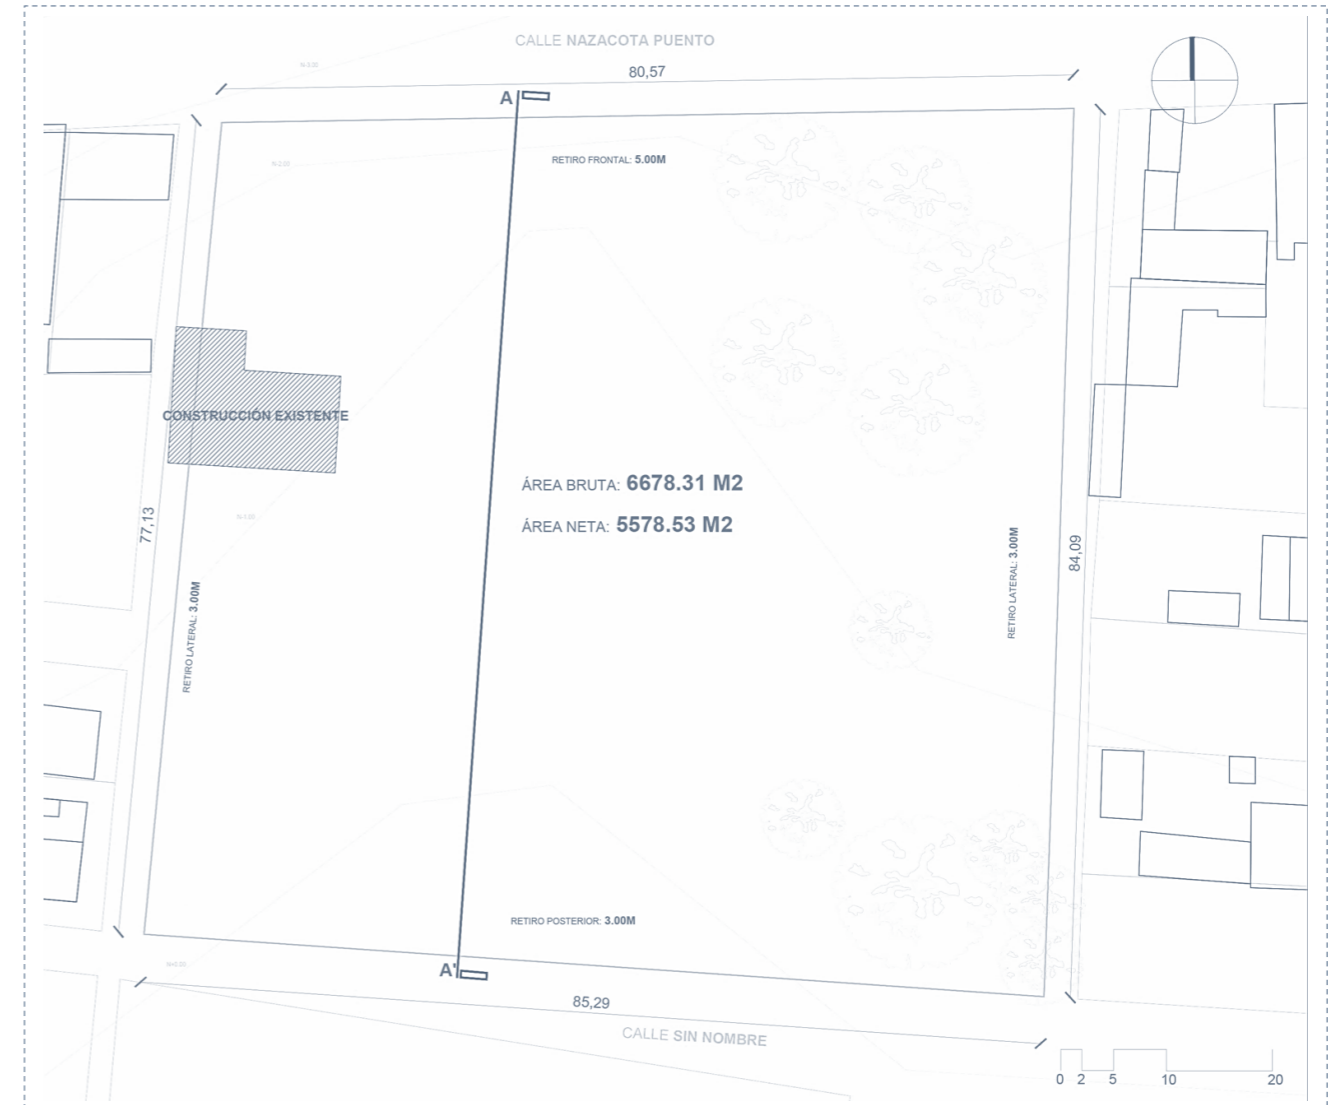 CALLE NAZACOTA PUENTO
80,57
A
RETIRO FRONTAL: 5.00M
CONSTRUCCIÓN EXISTENTE
ÁREA BRUTA: 6678.31 M2
ÁREA NETA: 5578.53 M2
77,13
84,09
RETIRO LATERAL: 3.00M
RETIRO LATERAL: 3.00M
RETIRO POSTERIOR: 3.00M
A'
85,29
CALLE SIN NOMBRE
0 2 5 10 20